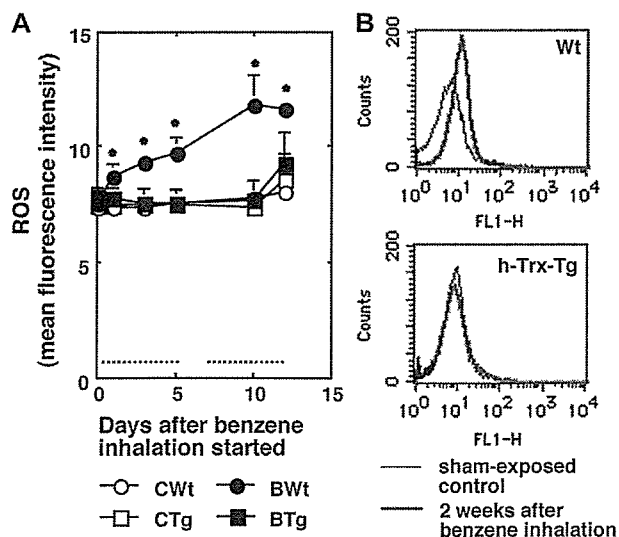 A
ROS
(mean fluorescence intensity)
15
10
5
0
0
5
10
15
Days after benzene
inhalation started
CWt
BWt
CTg
BTg
B
Wt
200
Counts
0
10^0 10^1 10^2 10^3 10^4
FL1-H
h-Trx-Tg
200
Counts
0
10^0 10^1 10^2 10^3 10^4
FL1-H
sham-exposed
control
2 weeks after
benzene inhalation